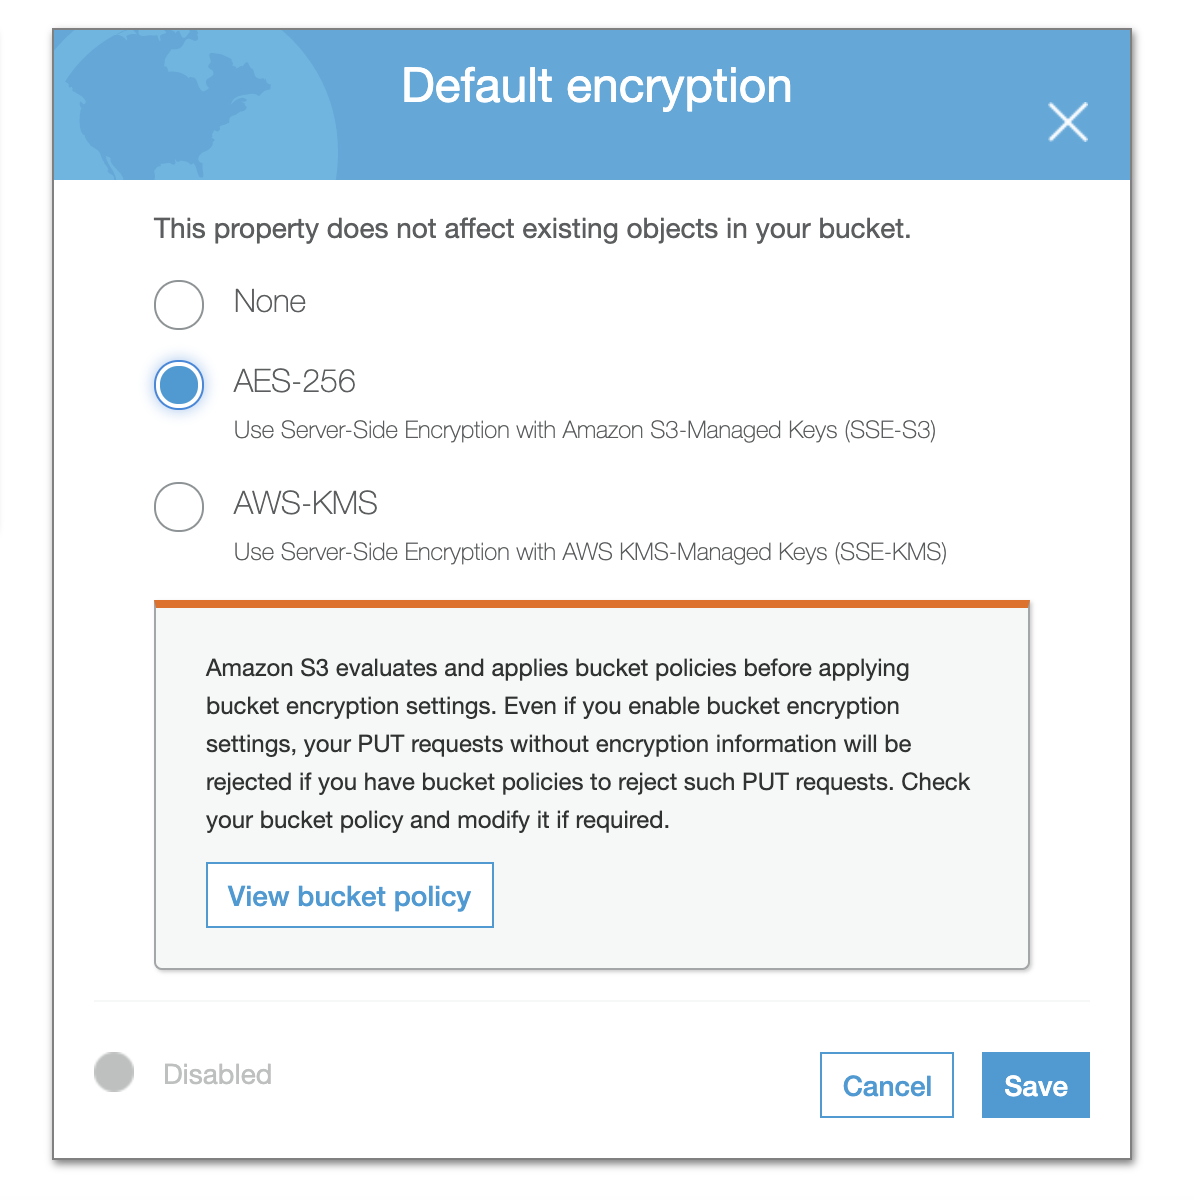 Default encryption
This property does not affect existing objects in your bucket.
None
AES-256
Use Server-Side Encryption with Amazon S3-Managed Keys (SSE-S3)
AWS-KMS
Use Server-Side Encryption with AWS KMS-Managed Keys (SSE-KMS)
Amazon S3 evaluates and applies bucket policies before applying
bucket encryption settings. Even if you enable bucket encryption
settings, your PUT requests without encryption information will be
rejected if you have bucket policies to reject such PUT requests. Check
your bucket policy and modify it if required.
View bucket policy
Disabled
Cancel
Save